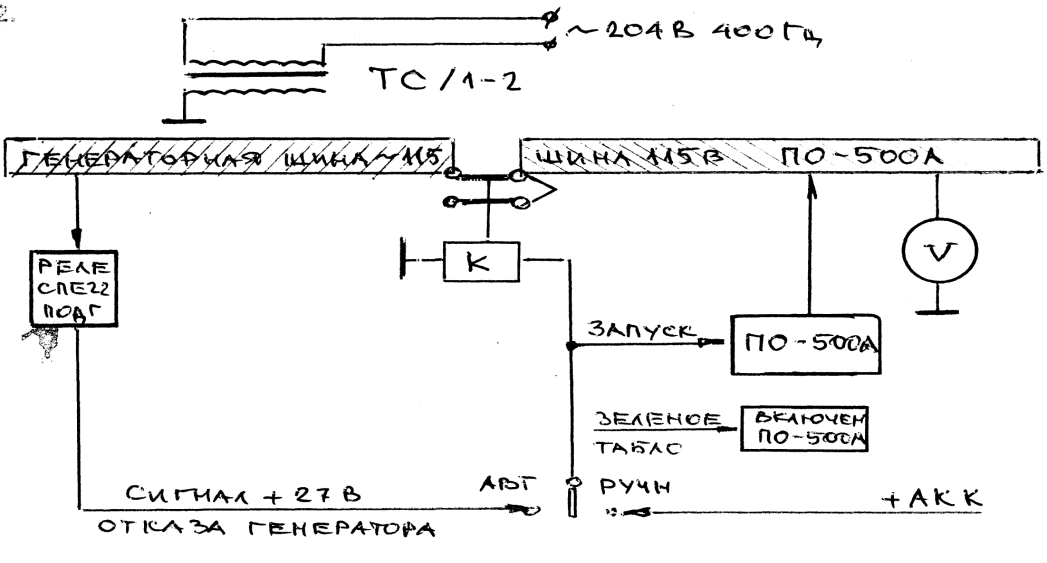 2.
~204В 400ГЦ
ТС/1-2
ГЕНЕРАТОРНАЯ ШИНА ~115
ШИНА 115В ПО-500А
РЕЛЕ
СПЕ22
ПОДГ
К
V
ЗАПУСК
ПО-500А
ЗЕЛЕНОЕ
ТАБЛО
ВКЛЮЧЕН
ПО-500А
АВТ
РУЧН
СИГНАЛ +27В
ОТКАЗА ГЕНЕРАТОРА
+АКК